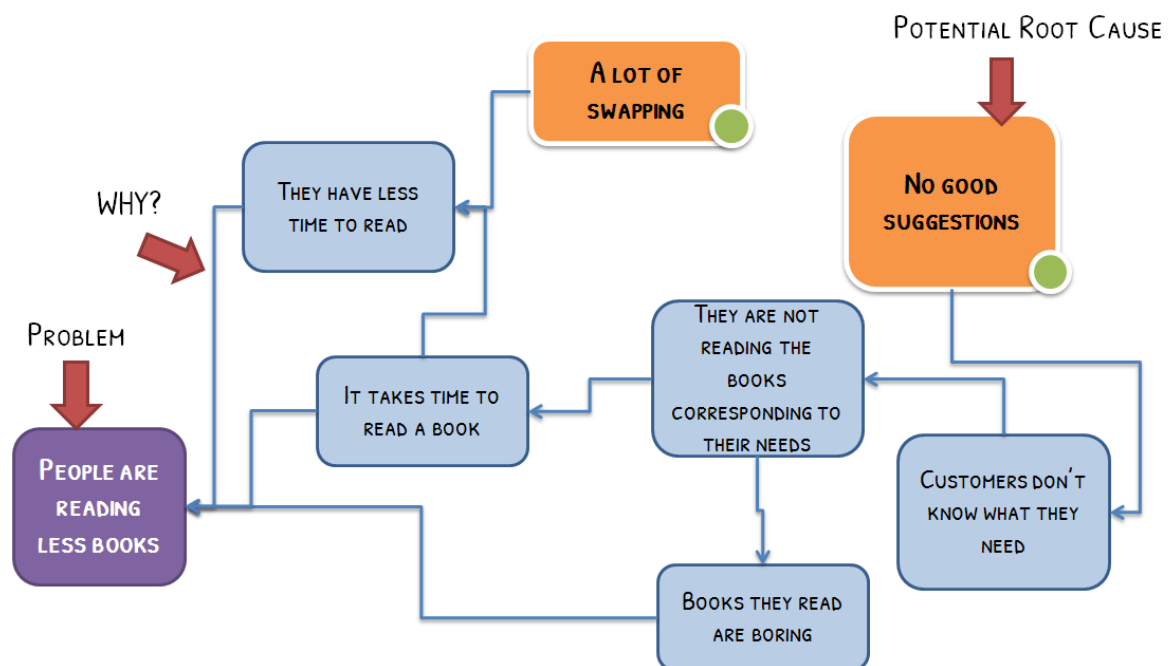 Potential Root Cause
A lot of
swapping
They have less
time to read
No good
suggestions
WHY?
They are not
reading the
books
corresponding to
their needs
Problem
It takes time to
read a book
People are
reading
less books
Customers don't
know what they
need
Books they read
are boring